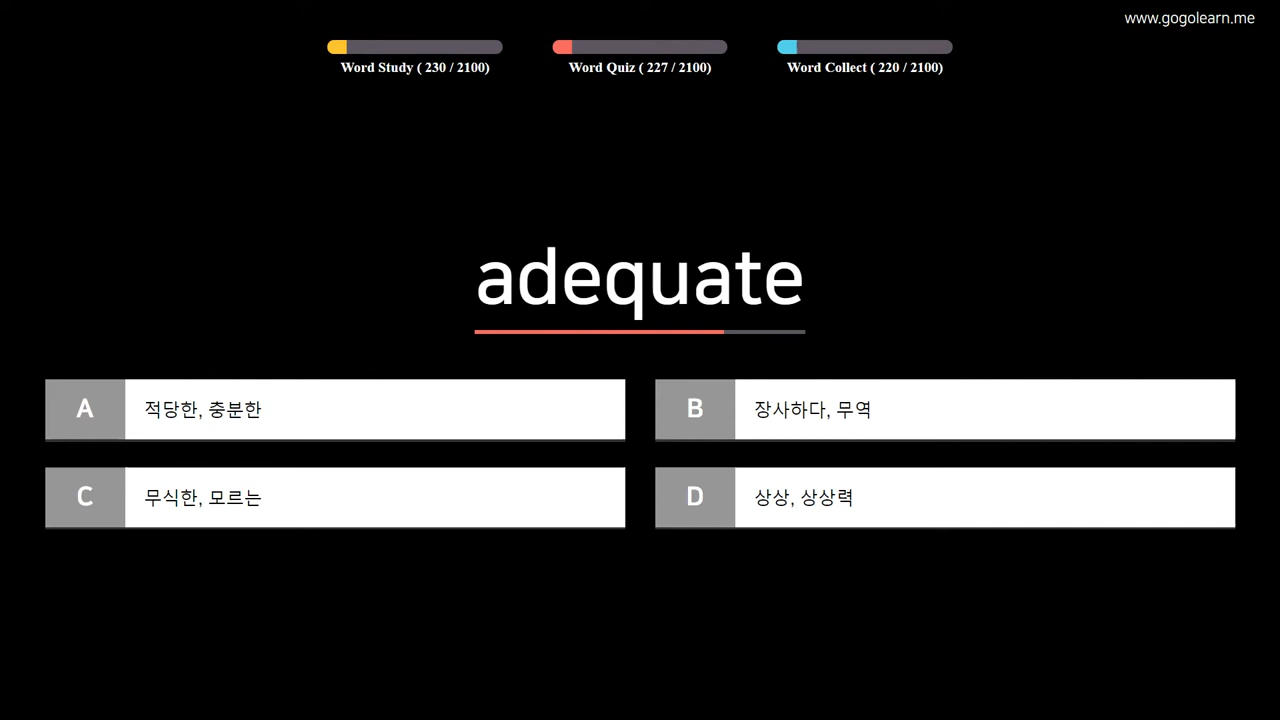 www.gogolearn.me
Word Study ( 230 / 2100)
Word Quiz ( 227 / 2100)
Word Collect ( 220 / 2100)
adequate
A 적당한, 충분한
B 장사하다, 무역
C 무식한, 모르는
D 상상, 상상력